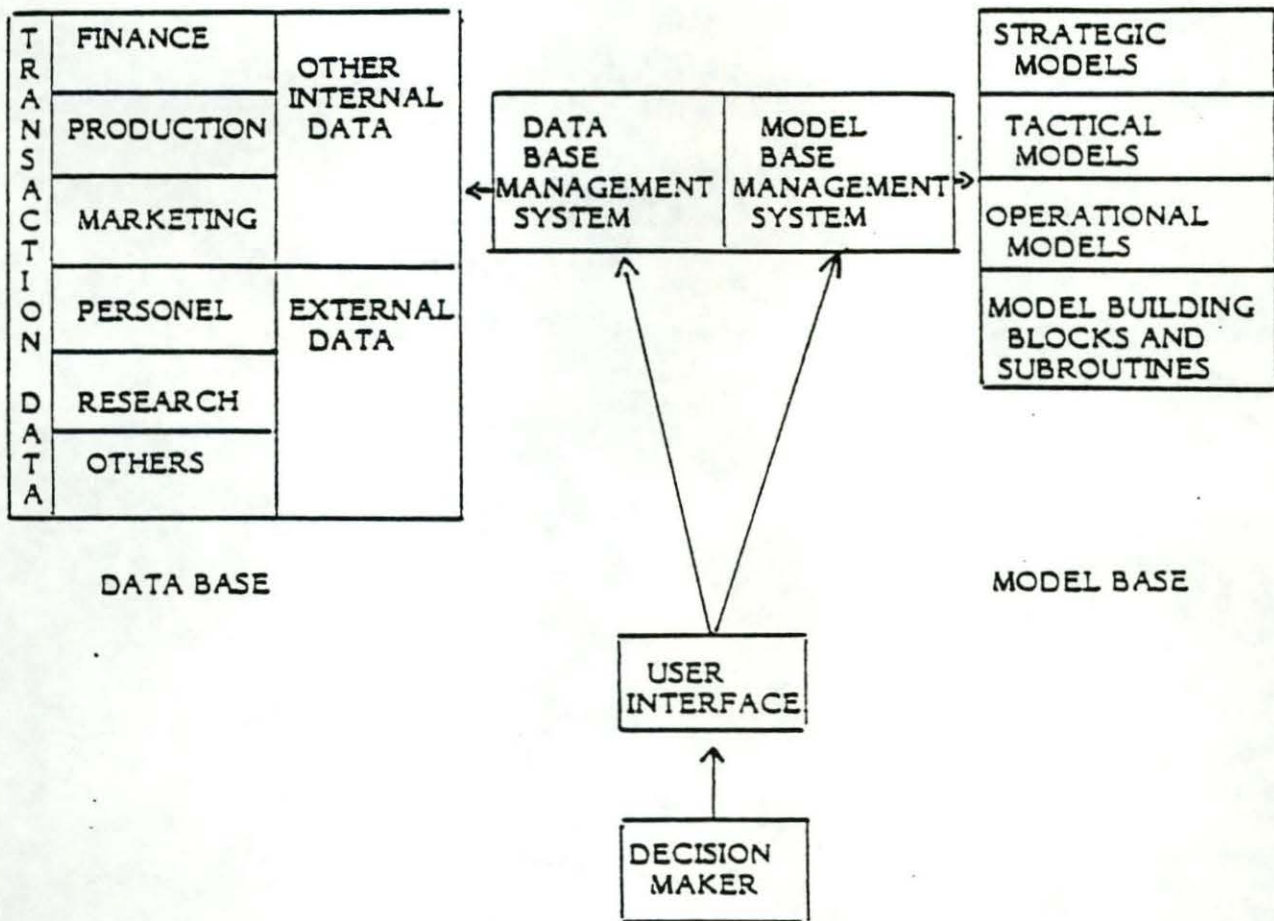 TRANSACTION DATA
FINANCE
PRODUCTION
MARKETING
PERSONEL
RESEARCH
OTHERS
OTHER
INTERNAL
DATA
EXTERNAL
DATA
DATA BASE
DATA
BASE
MANAGEMENT
SYSTEM
MODEL
BASE
MANAGEMENT
SYSTEM
STRATEGIC
MODELS
TACTICAL
MODELS
OPERATIONAL
MODELS
MODEL BUILDING
BLOCKS AND
SUBROUTINES
MODEL BASE
USER
INTERFACE
DECISION
MAKER